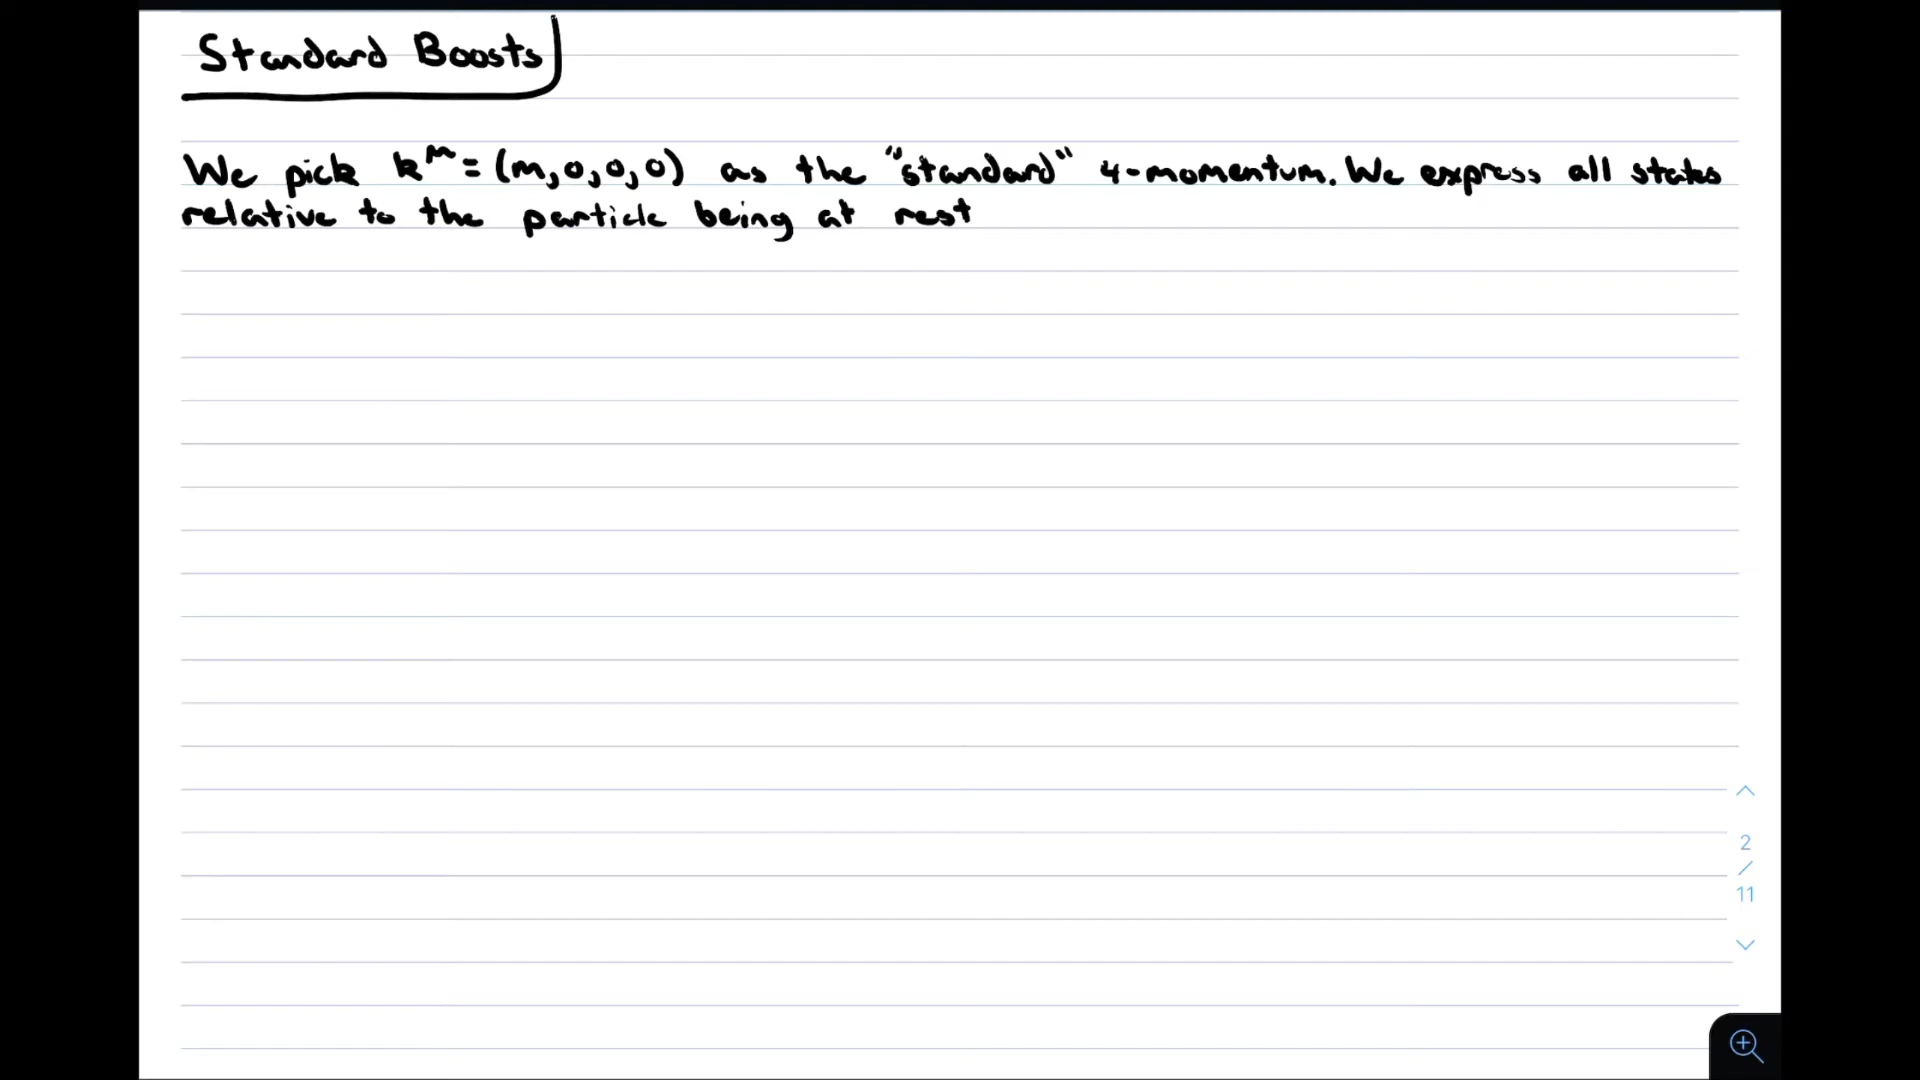 Standard Boosts
We pick k^μ = (m,0,0,0) as the "standard" 4-momentum. We express all states
relative to the particle being at rest
2
/
11